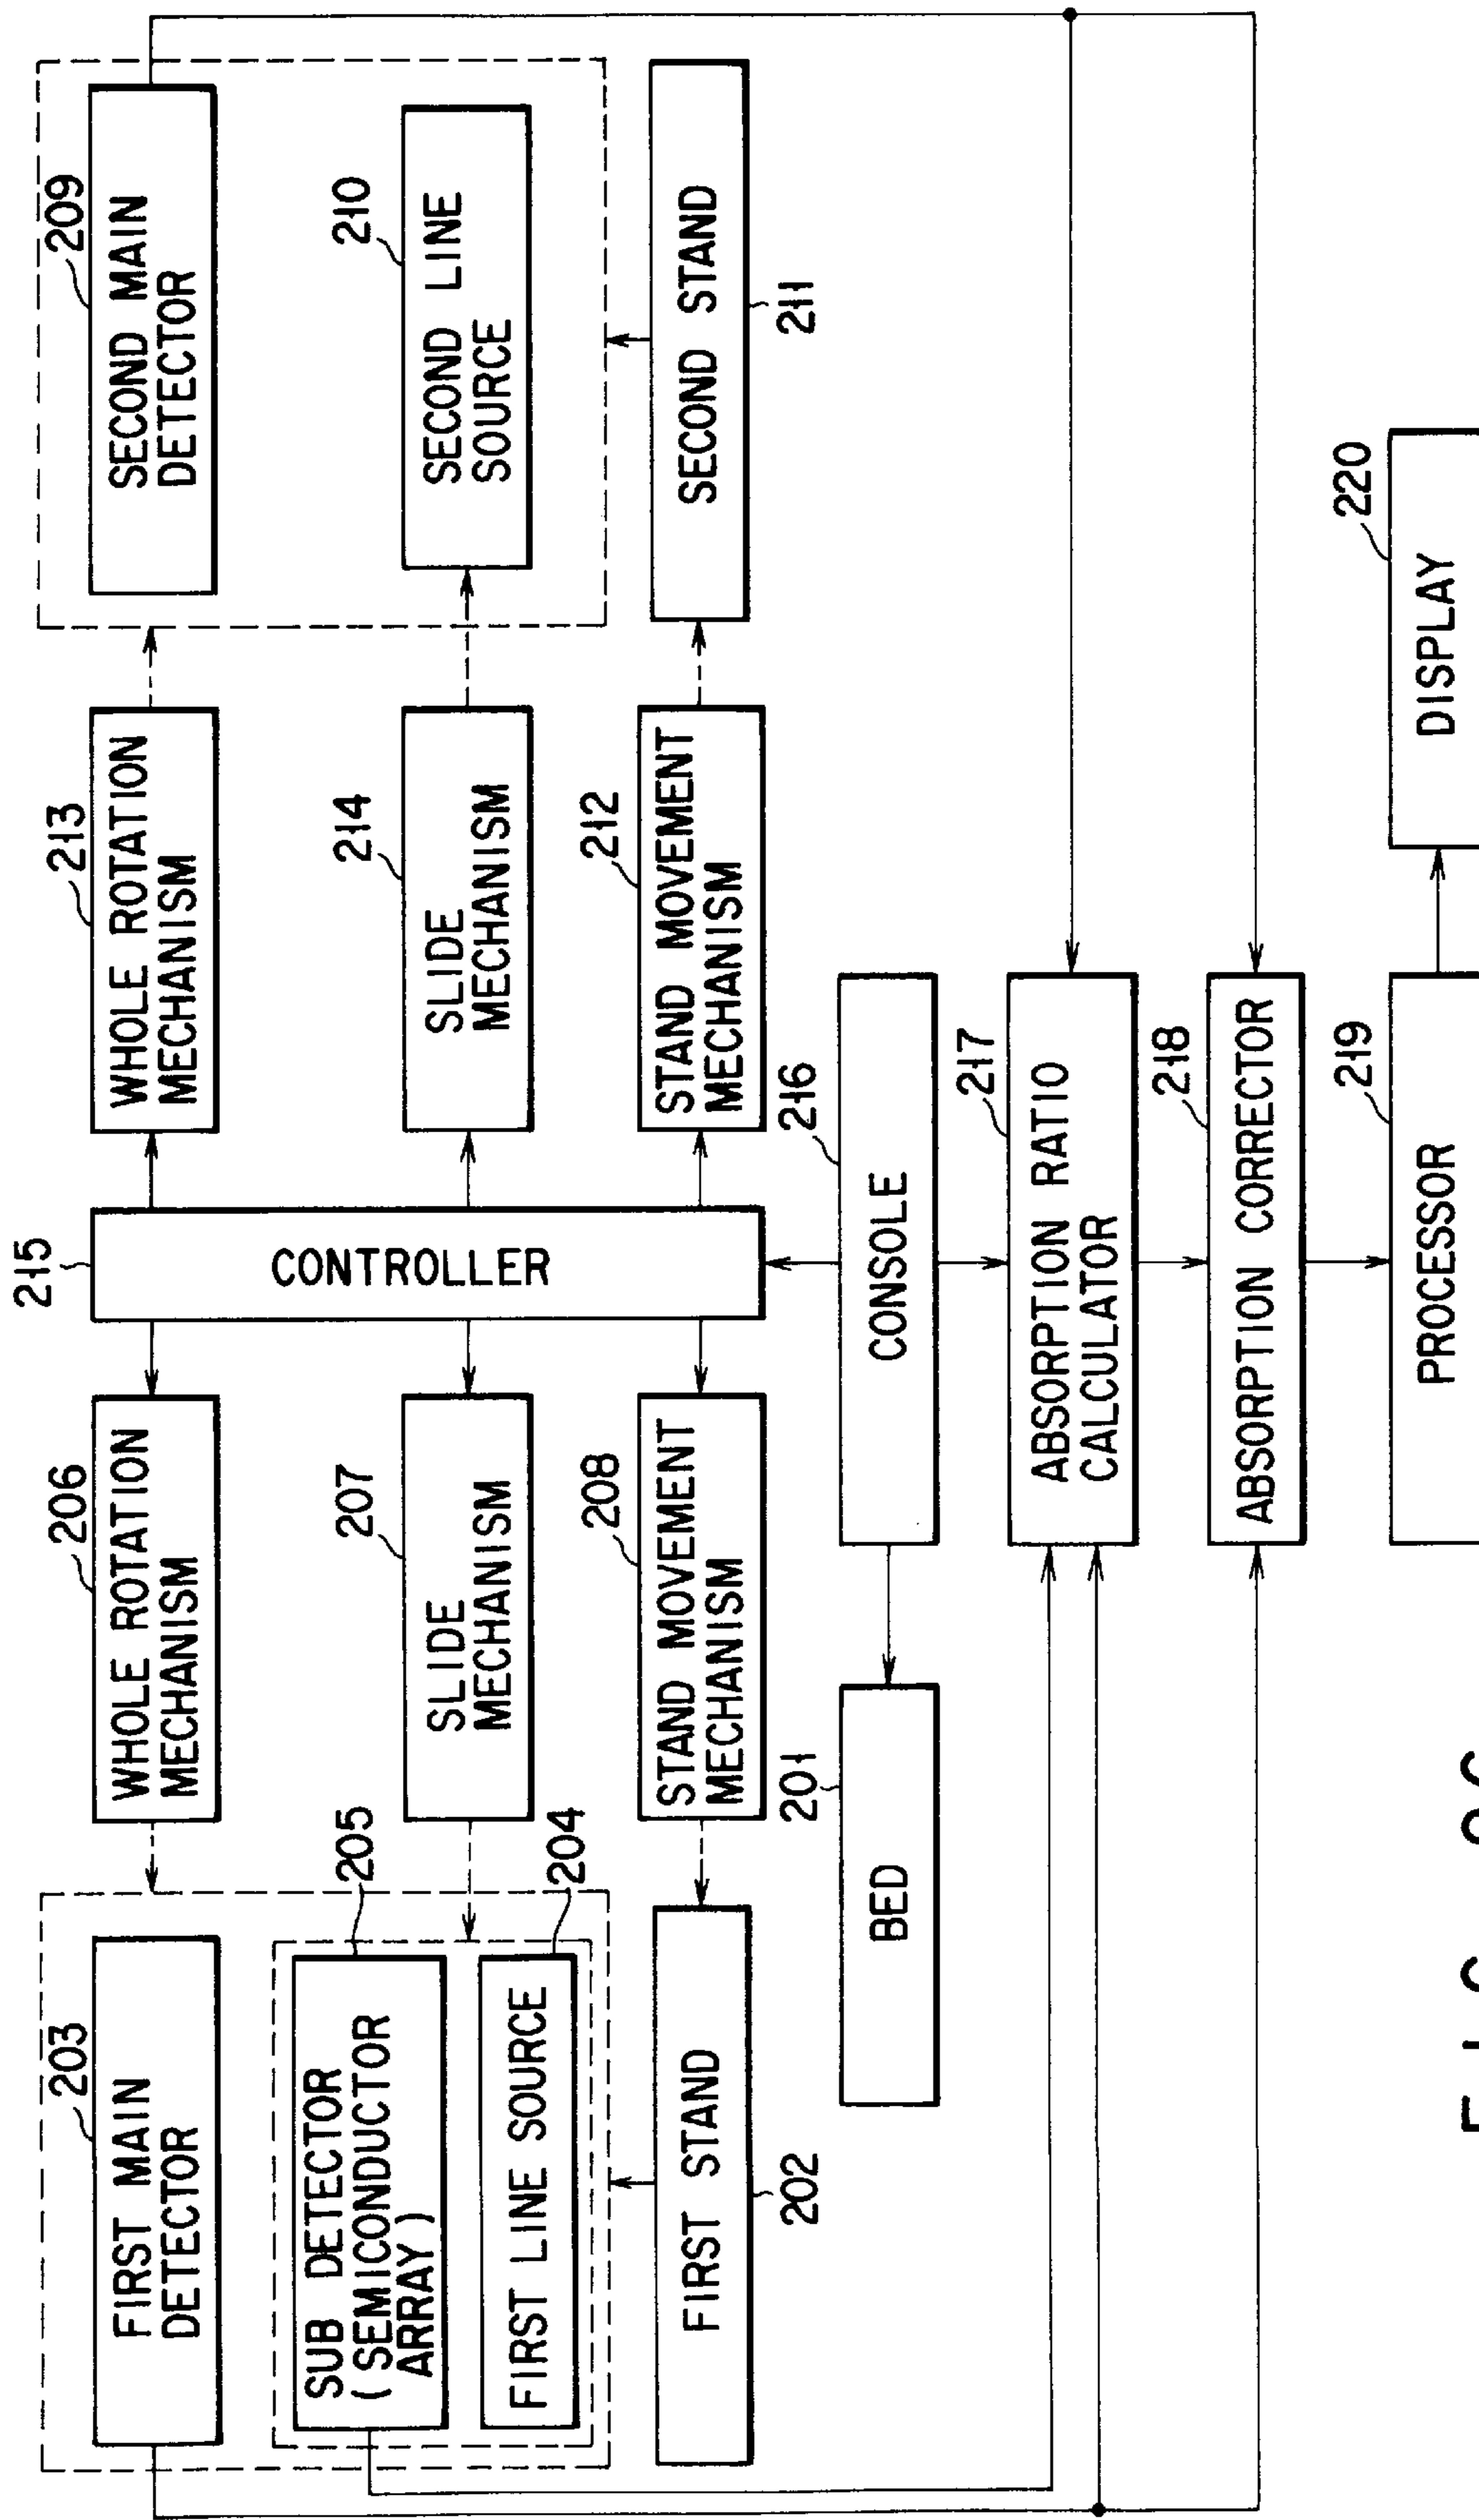 203
FIRST MAIN
DETECTOR
205
SUB DETECTOR
(SEMICONDUCTOR
ARRAY)
204
FIRST LINE SOURCE
FIRST STAND
202
206
WHOLE ROTATION
MECHANISM
207
SLIDE
MECHANISM
208
STAND MOVEMENT
MECHANISM
201
BED
215
CONTROLLER
213
WHOLE ROTATION
MECHANISM
214
SLIDE
MECHANISM
212
STAND MOVEMENT
MECHANISM
209
SECOND MAIN
DETECTOR
210
SECOND LINE
SOURCE
SECOND STAND
211
216
CONSOLE
217
ABSORPTION RATIO
CALCULATOR
218
ABSORPTION CORRECTOR
219
PROCESSOR
220
DISPLAY